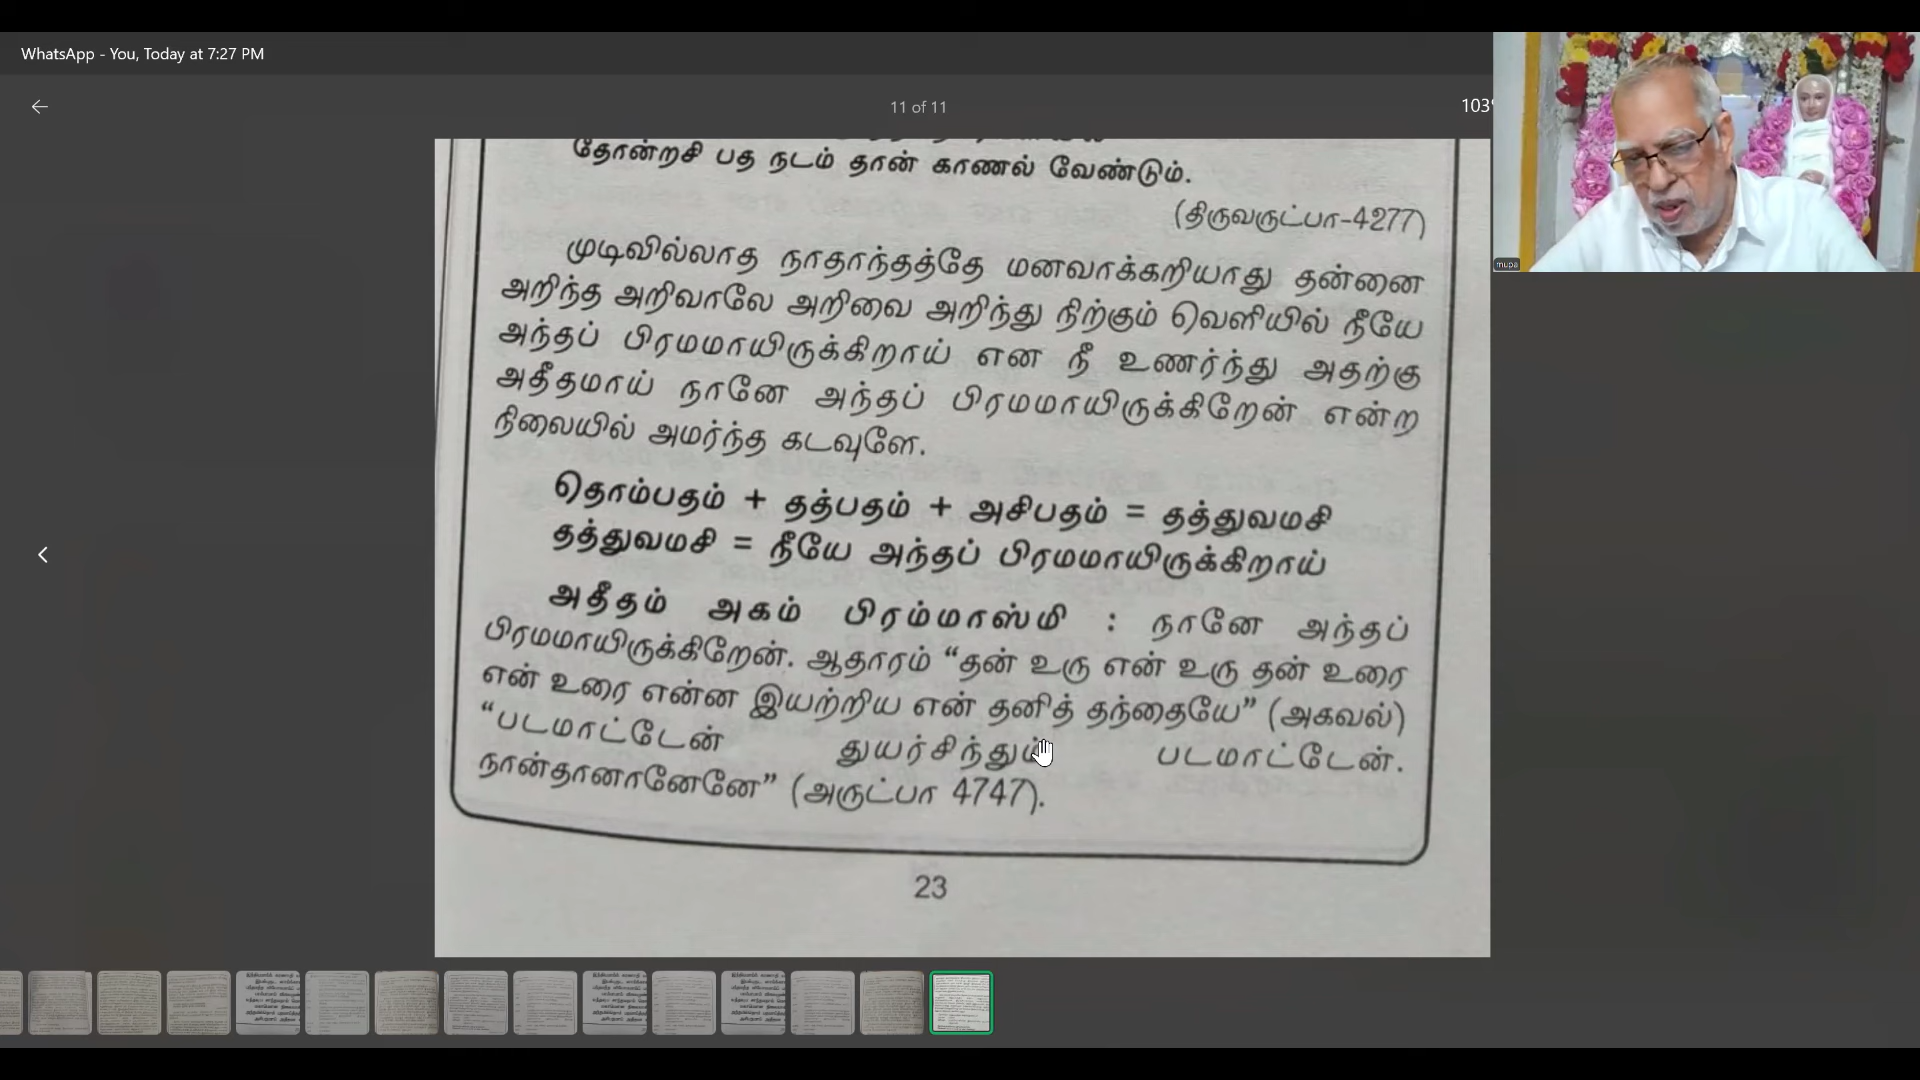 WhatsApp - You, Today at 7:27 PM
11 of 11
103%
தோன்றசி பத நடம் தான் காணல் வேண்டும்.
(திருவருட்பா-4277)
முடிவில்லாத நாதாந்தத்தே மனவாக்கறியாது தன்னை
அறிந்த அறிவாலே அறிவை அறிந்து நிற்கும் வெளியில் நீயே
அந்தப் பிரமமாயிருக்கிறாய் என நீ உணர்ந்து அதற்கு
அதீதமாய் நானே அந்தப் பிரமமாயிருக்கிறேன் என்ற
நிலையில் அமர்ந்த கடவுளே.
தொம்பதம் + தத்பதம் + அசிபதம் = தத்துவமசி
தத்துவமசி = நீயே அந்தப் பிரமமாயிருக்கிறாய்
அதீதம் அகம் பிரம்மாஸ்மி : நானே அந்தப்
பிரமமாயிருக்கிறேன். ஆதாரம் “தன் உரு என் உரு தன் உரை
என் உரை என்ன இயற்றிய என் தனித் தந்தையே” (அகவல்)
“படமாட்டேன் துயர்சிந்தும் படமாட்டேன்.
நான்தானானேனே” (அருட்பா 4747).
23
mupa